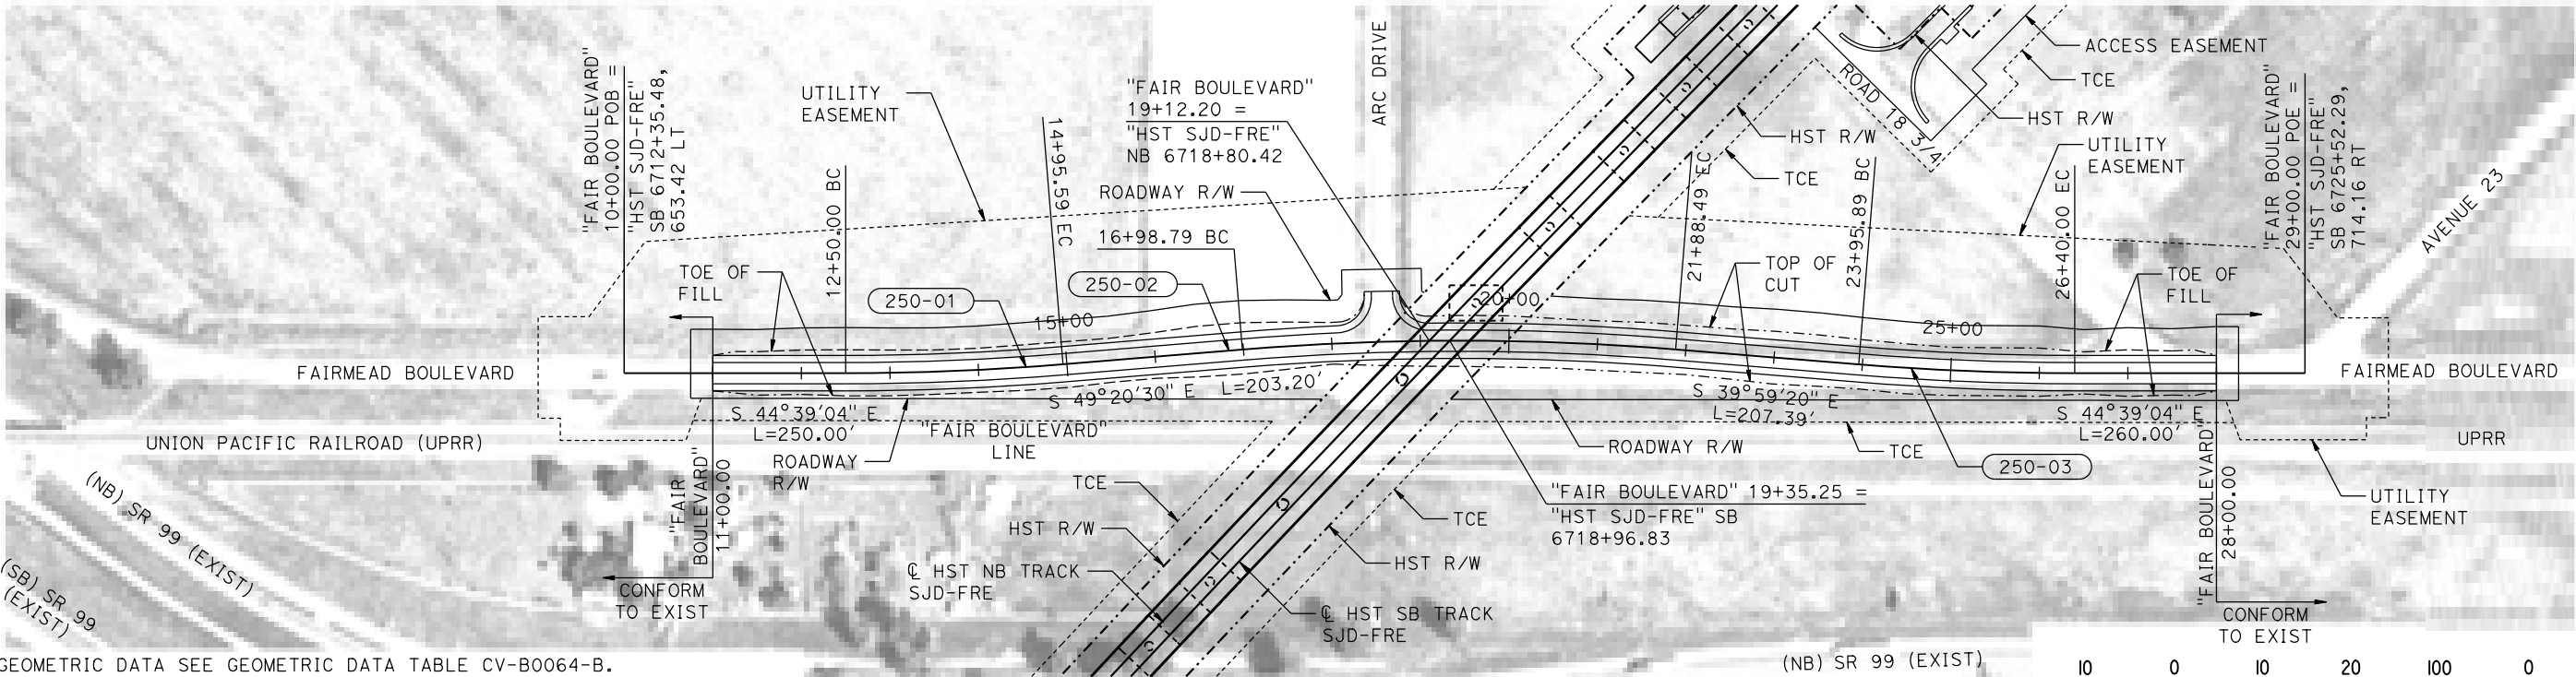 "FAIR BOULEVARD"
10+00.00 POB =
"HST SJD-FRE"
SB 6712+35.48,
653.42 LT
UTILITY
EASEMENT
14+95.59 EC
12+50.00 BC
"FAIR BOULEVARD"
19+12.20 =
"HST SJD-FRE"
NB 6718+80.42
ARC DRIVE
ROADWAY R/W
16+98.79 BC
TOE OF
FILL
250-01
250-02
15+00
20+00
25+00
HST R/W
TCE
21+88.49 EC
ROAD 18 3/4
ACCESS EASEMENT
TCE
HST R/W
UTILITY
EASEMENT
TOP OF
CUT
23+95.89 BC
26+40.00 EC
TOE OF
FILL
"FAIR BOULEVARD"
29+00.00 POE =
"HST SJD-FRE"
SB 6725+52.29,
714.16 RT
AVENUE 23
FAIRMEAD BOULEVARD
FAIRMEAD BOULEVARD
S 44°39'04" E
L=250.00'
S 49°20'30" E L=203.20'
S 39°59'20" E
L=207.39'
S 44°39'04" E
L=260.00'
UNION PACIFIC RAILROAD (UPRR)
UPRR
"FAIR BOULEVARD"
LINE
ROADWAY
R/W
"FAIR
BOULEVARD"
11+00.00
CONFORM
TO EXIST
TCE
HST R/W
℄ HST NB TRACK
SJD-FRE
TCE
HST R/W
℄ HST SB TRACK
SJD-FRE
ROADWAY R/W
TCE
250-03
"FAIR BOULEVARD" 19+35.25 =
"HST SJD-FRE" SB
6718+96.83
"FAIR BOULEVARD"
28+00.00
CONFORM
TO EXIST
UTILITY
EASEMENT
(NB) SR 99 (EXIST)
(SB) SR 99
(EXIST)
(NB) SR 99 (EXIST)
GEOMETRIC DATA SEE GEOMETRIC DATA TABLE CV-B0064-B.
10 0 10 20 100 0